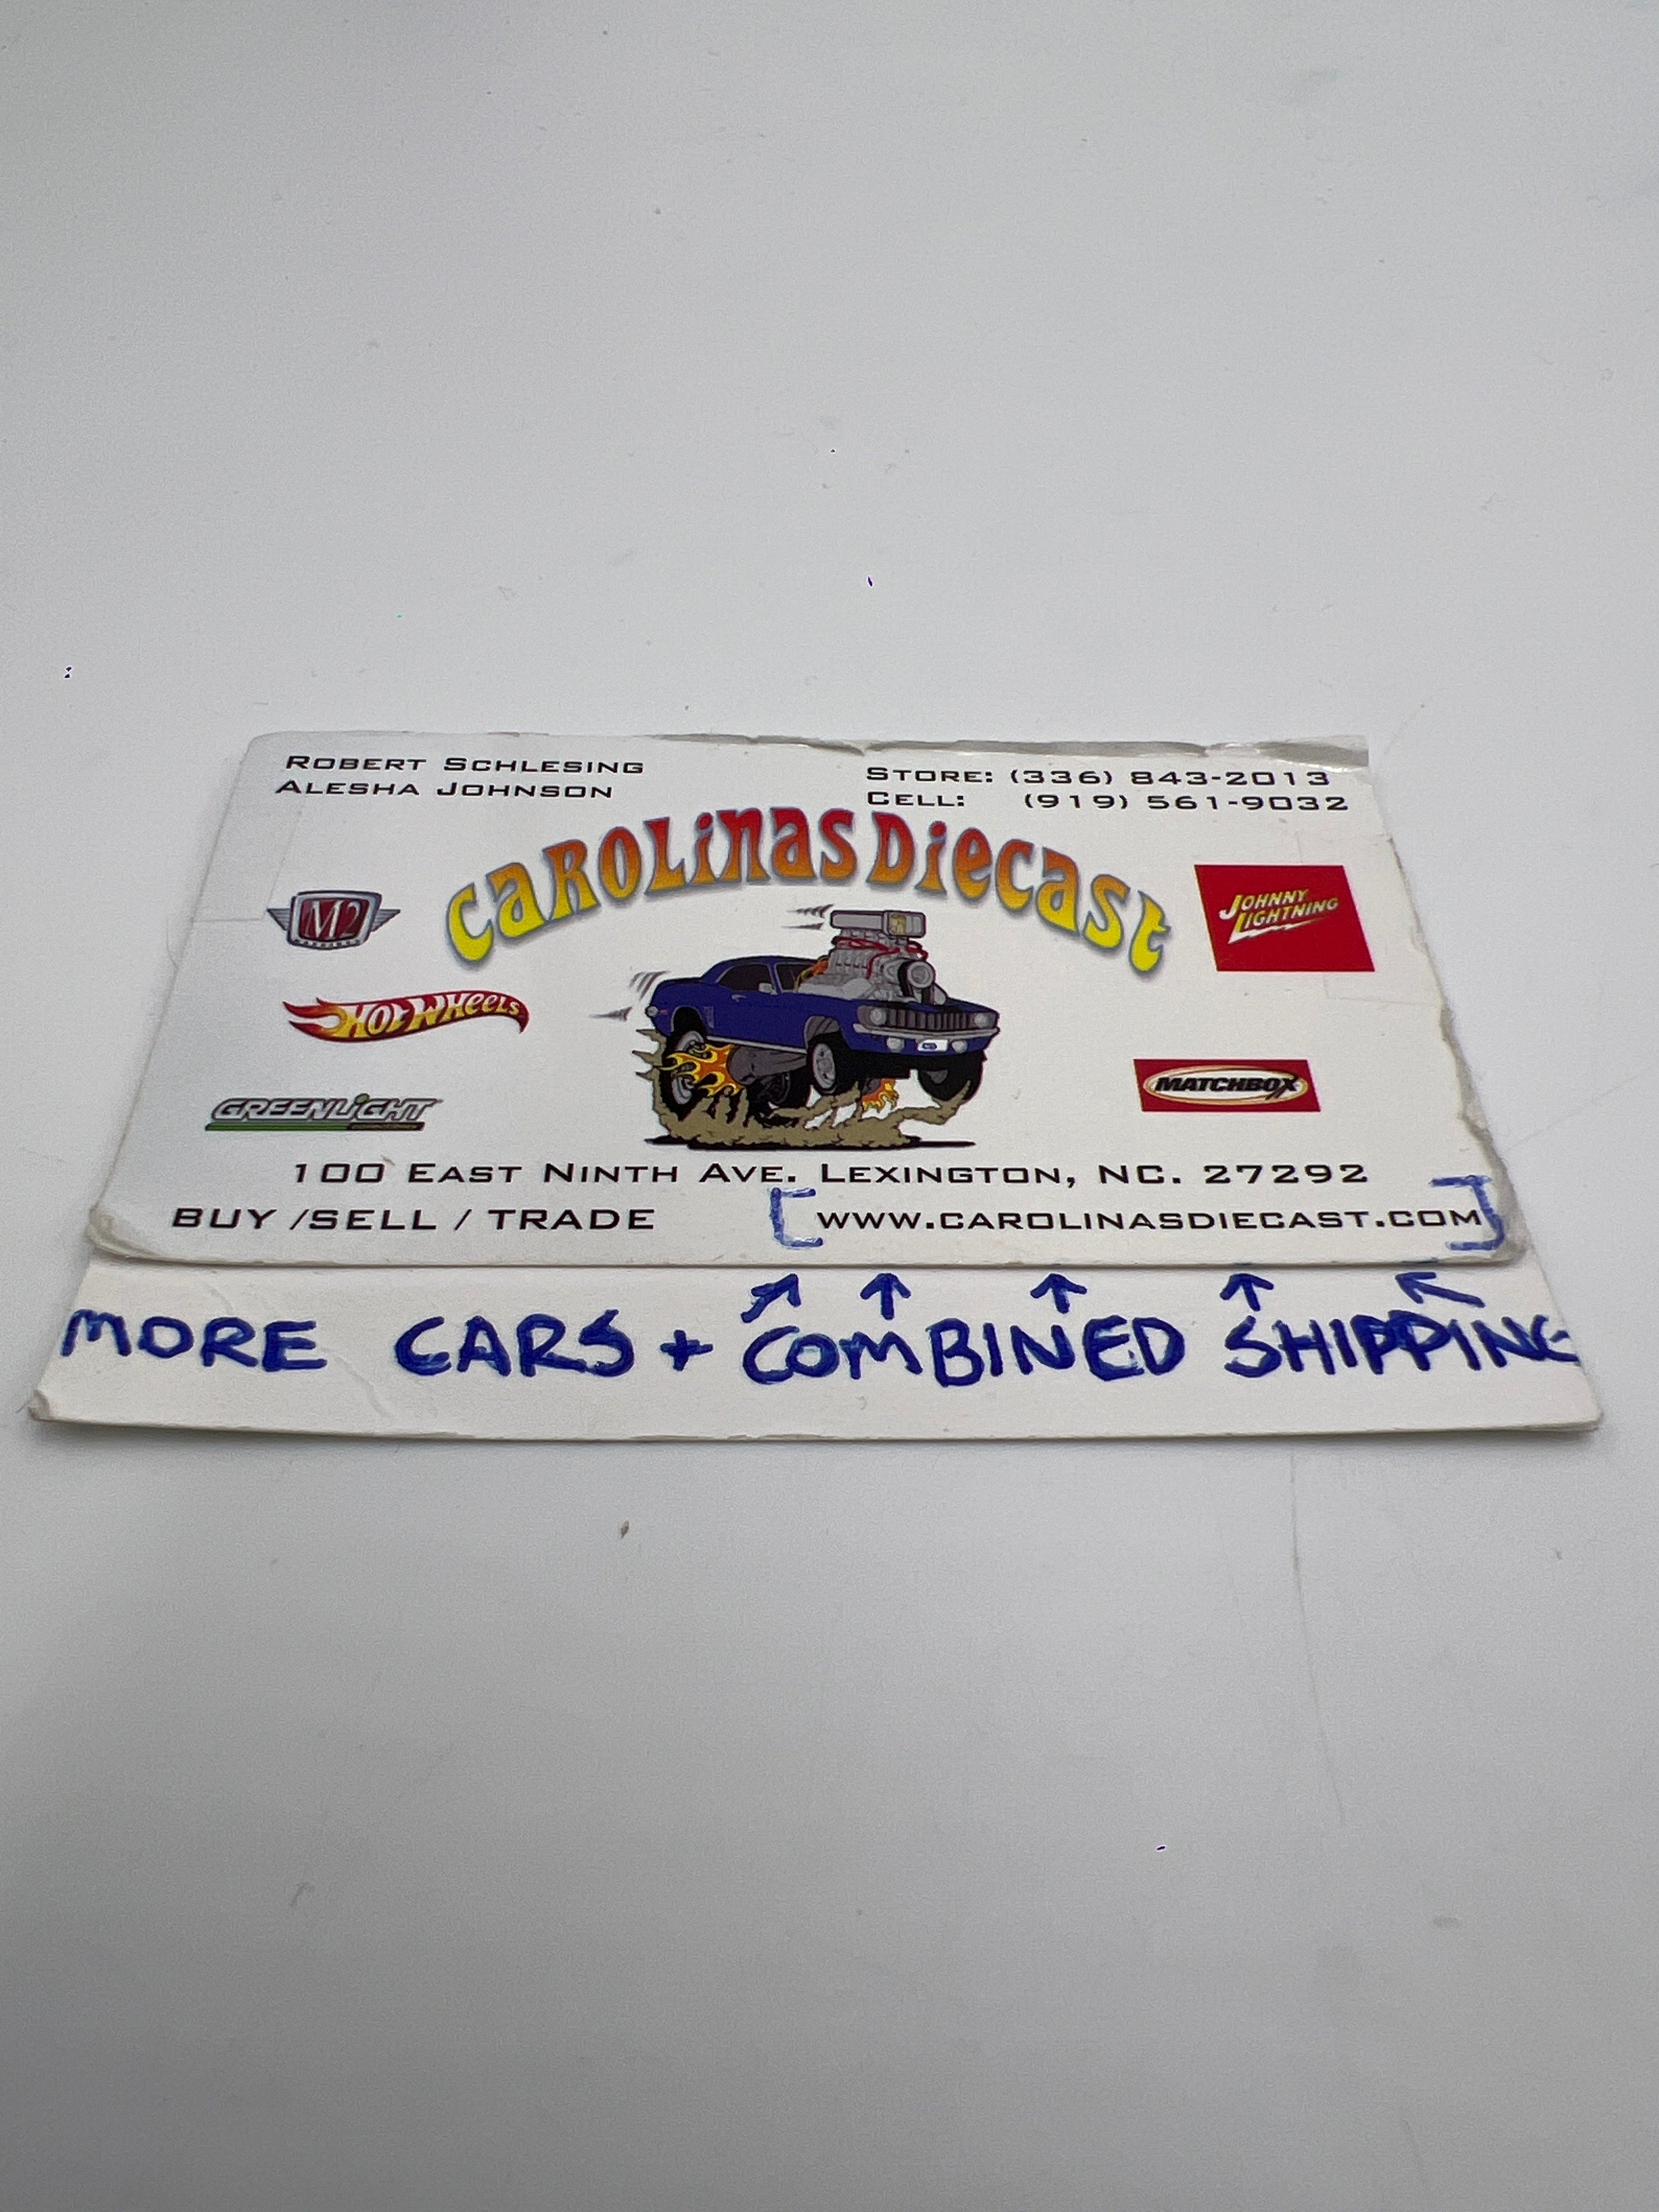 ROBERT SCHLESING
ALESHA JOHNSON
STORE: (336) 843-2013
CELL: (919) 561-9032
CAROLINAS DIECAST
M2
JOHNNY
LIGHTNING
HOT WHEELS
GREENLIGHT
MATCHBOX
100 EAST NINTH AVE. LEXINGTON, NC. 27292
BUY /SELL / TRADE
[WWW.CAROLINASDIECAST.COM]
MORE CARS + COMBINED SHIPPING